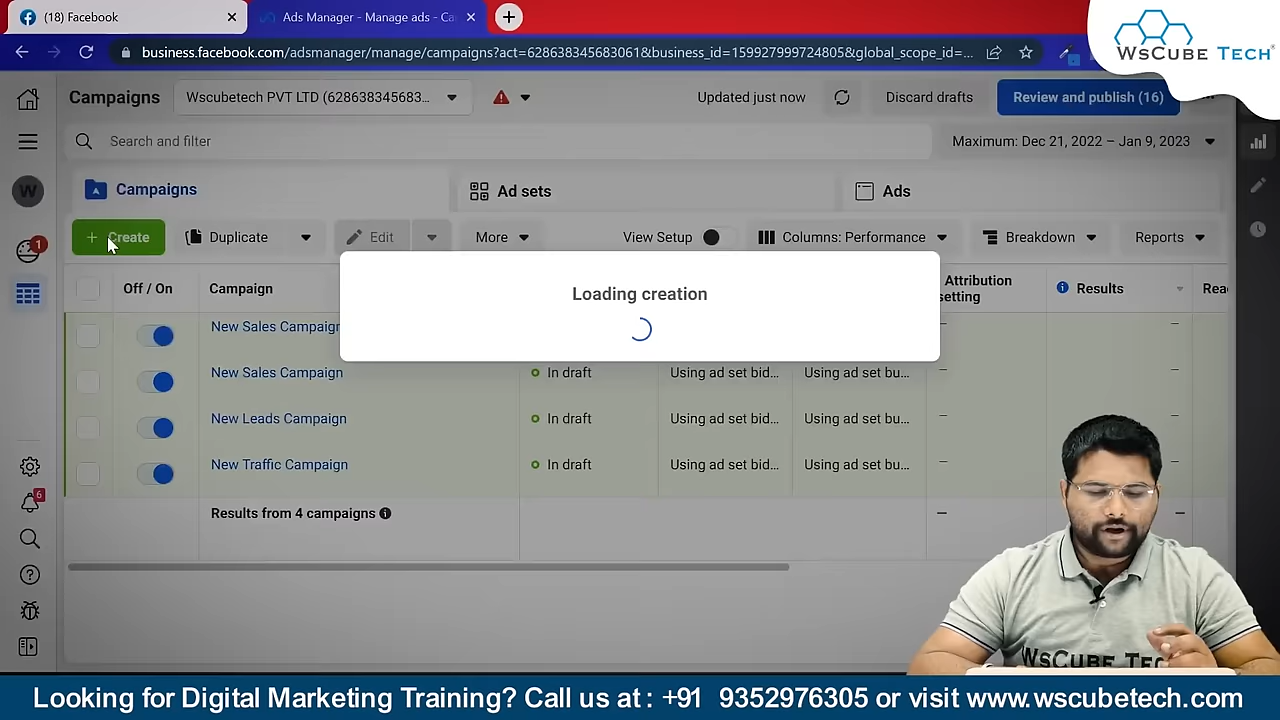 (18) Facebook
Ads Manager - Manage ads - Ca
WsCube Tech
business.facebook.com/adsmanager/manage/campaigns?act=628638345683061&business_id=159927999724805&global_scope_id=...
Campaigns
Wscubetech PVT LTD (628638345683...
Updated just now
Discard drafts
Review and publish (16)
Search and filter
Maximum: Dec 21, 2022 – Jan 9, 2023
Campaigns
Ad sets
Ads
W
+ Create
Duplicate
Edit
More
View Setup
Columns: Performance
Breakdown
Reports
1
Off / On
Campaign
Attribution
setting
Results
Rea
Loading creation
New Sales Campaign
—
—
New Sales Campaign
In draft
Using ad set bid...
Using ad set bu...
—
—
New Leads Campaign
In draft
Using ad set bid...
Using ad set bu...
—
—
New Traffic Campaign
In draft
Using ad set bid...
Using ad set bu...
—
—
6
Results from 4 campaigns
—
—
WsCube Tec
Looking for Digital Marketing Training? Call us at : +91 9352976305 or visit www.wscubetech.com